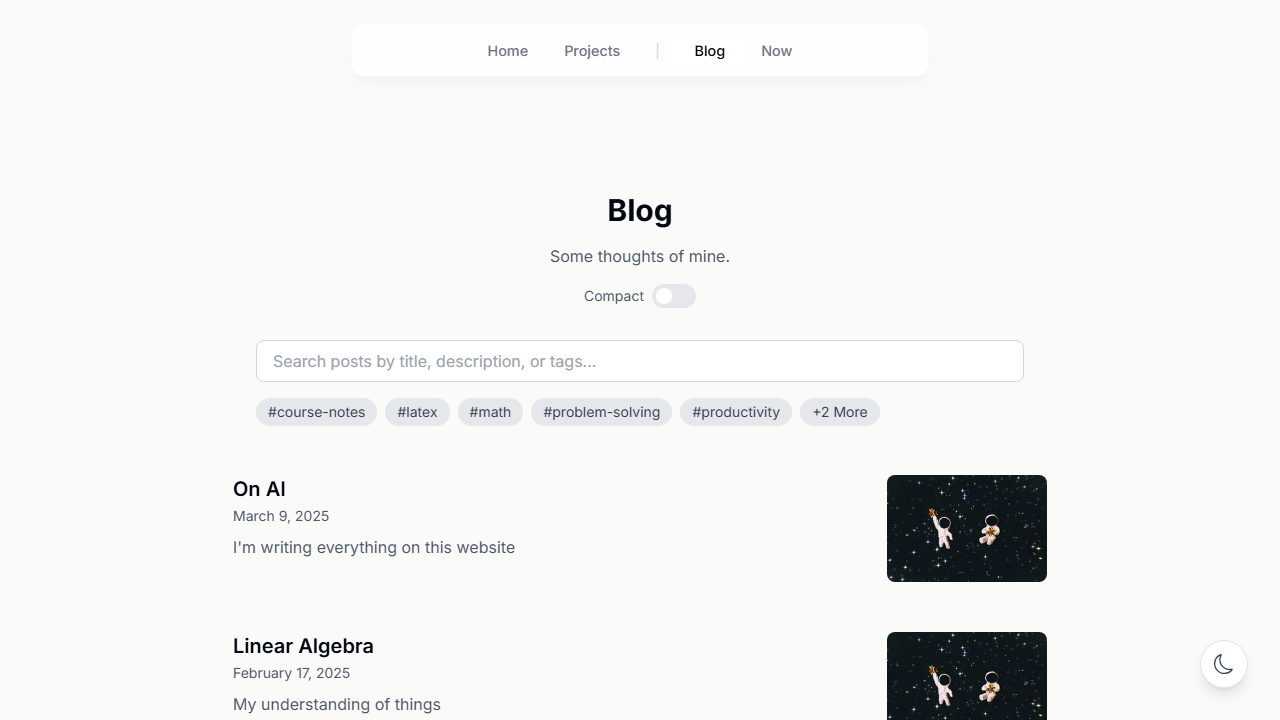 Home Projects | Blog Now
Blog
Some thoughts of mine.
Compact
Search posts by title, description, or tags...
#course-notes #latex #math #problem-solving #productivity +2 More
On AI
March 9, 2025
I'm writing everything on this website
Linear Algebra
February 17, 2025
My understanding of things